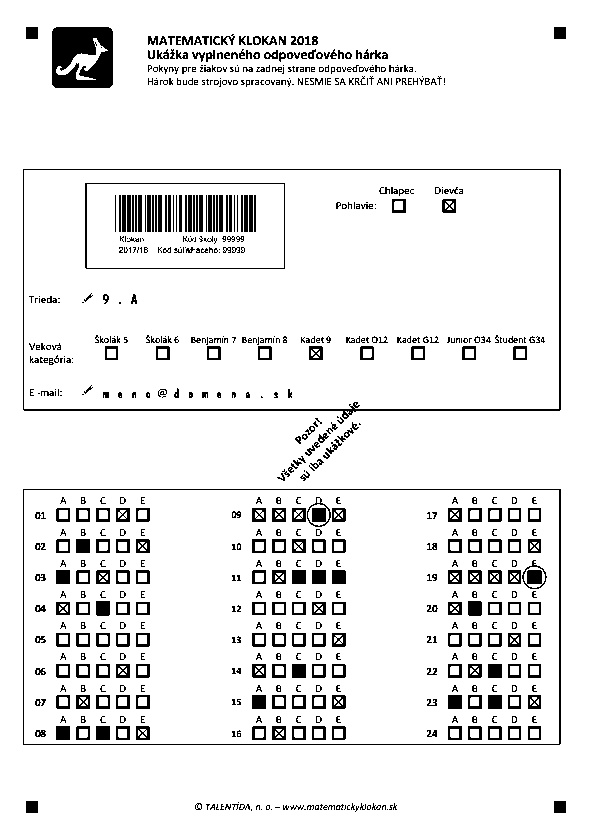 MATEMATICKÝ KLOKAN 2018
Ukážka vyplneného odpoveďového hárka
Pokyny pre žiakov sú na zadnej strane odpoveďového hárka.
Hárok bude strojovo spracovaný. NESMIE SA KRČIŤ ANI PREHÝBAŤ!
Chlapec Dievča
Pohlavie:
Klokan Kód školy: 99999
2017/18 Kód súťažiaceho: 99999
Trieda: 9 . A
Školák 5 Školák 6 Benjamín 7 Benjamín 8 Kadet 9 Kadet O12 Kadet G12 Junior O34 Študent G34
Veková
kategória:
E -mail: meno@domena.sk
Pozor!
Všetky uvedené údaje
sú iba ukážkové.
A B C D E A B C D E A B C D E
01 09 17
A B C D E A B C D E A B C D E
02 10 18
A B C D E A B C D E A B C D E
03 11 19
A B C D E A B C D E A B C D E
04 12 20
A B C D E A B C D E A B C D E
05 13 21
A B C D E A B C D E A B C D E
06 14 22
A B C D E A B C D E A B C D E
07 15 23
A B C D E A B C D E A B C D E
08 16 24
© TALENTÍDA, n. o. – www.matematickyklokan.sk